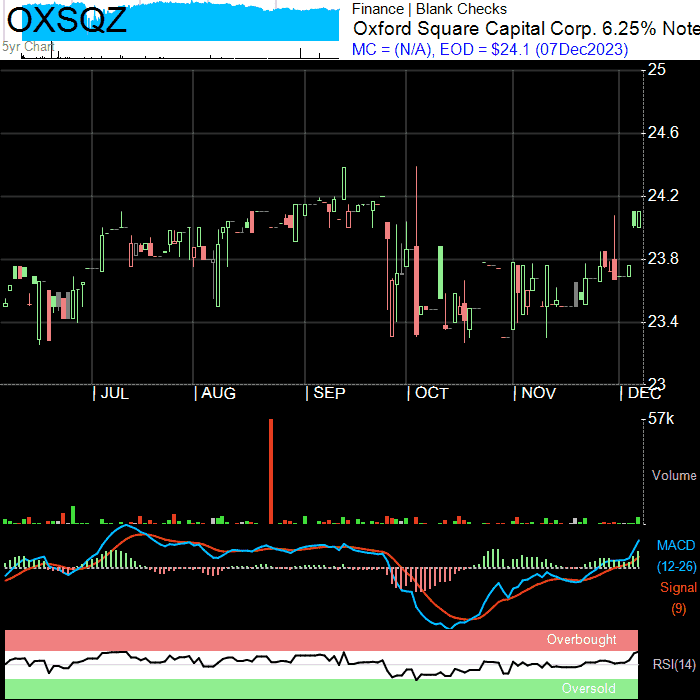 OXSQZ
5yr Chart
Finance | Blank Checks
Oxford Square Capital Corp. 6.25% Note
MC = (N/A), EOD = $24.1 (07Dec2023)
25
24.6
24.2
23.8
23.4
23
| JUL | AUG | SEP | OCT | NOV | DEC
57k
Volume
MACD
(12-26)
Signal
(9)
Overbought
RSI(14)
Oversold